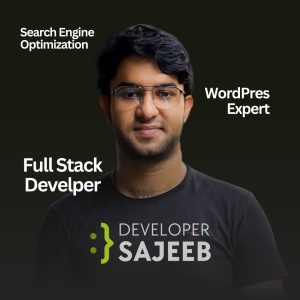 Search Engine
Optimization
WordPres
Expert
Full Stack
Develper
:} DEVELOPER
SAJEEB